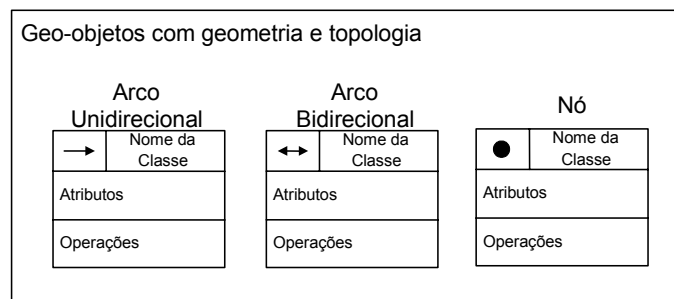 Geo-objetos com geometria e topologia
Arco
Unidirecional
Nome da
Classe
Atributos
Operações
Arco
Bidirecional
Nome da
Classe
Atributos
Operações
Nó
Nome da
Classe
Atributos
Operações